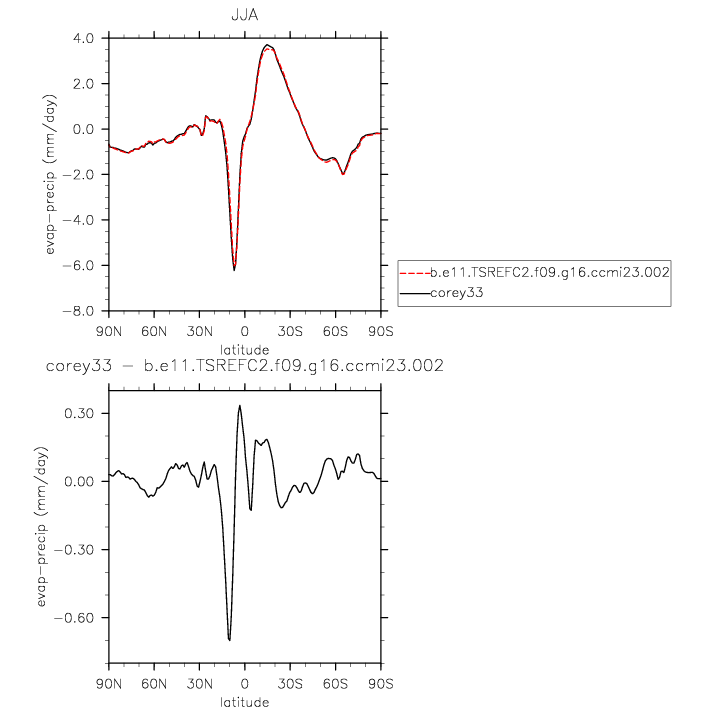 JJA
evap-precip (mm/day)
4.0
2.0
0.0
-2.0
-4.0
-6.0
-8.0
90N 60N 30N 0 30S 60S 90S
latitude
b.e11.TSREFC2.f09.g16.ccmi23.002
corey33
corey33 - b.e11.TSREFC2.f09.g16.ccmi23.002
evap-precip (mm/day)
0.30
0.00
-0.30
-0.60
90N 60N 30N 0 30S 60S 90S
latitude